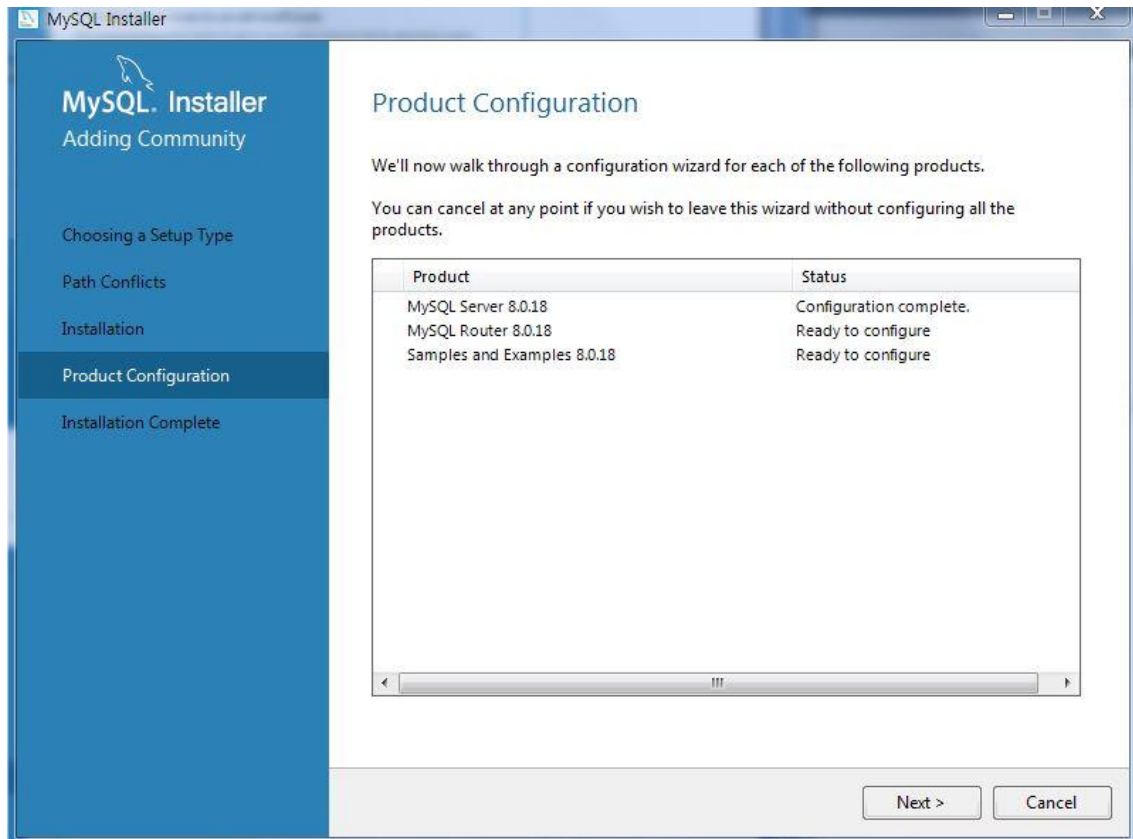 MySQL Installer
MySQL. Installer
Adding Community
Choosing a Setup Type
Path Conflicts
Installation
Product Configuration
Installation Complete
Product Configuration
We'll now walk through a configuration wizard for each of the following products.
You can cancel at any point if you wish to leave this wizard without configuring all the
products.
Product Status
MySQL Server 8.0.18 Configuration complete.
MySQL Router 8.0.18 Ready to configure
Samples and Examples 8.0.18 Ready to configure
Next > Cancel